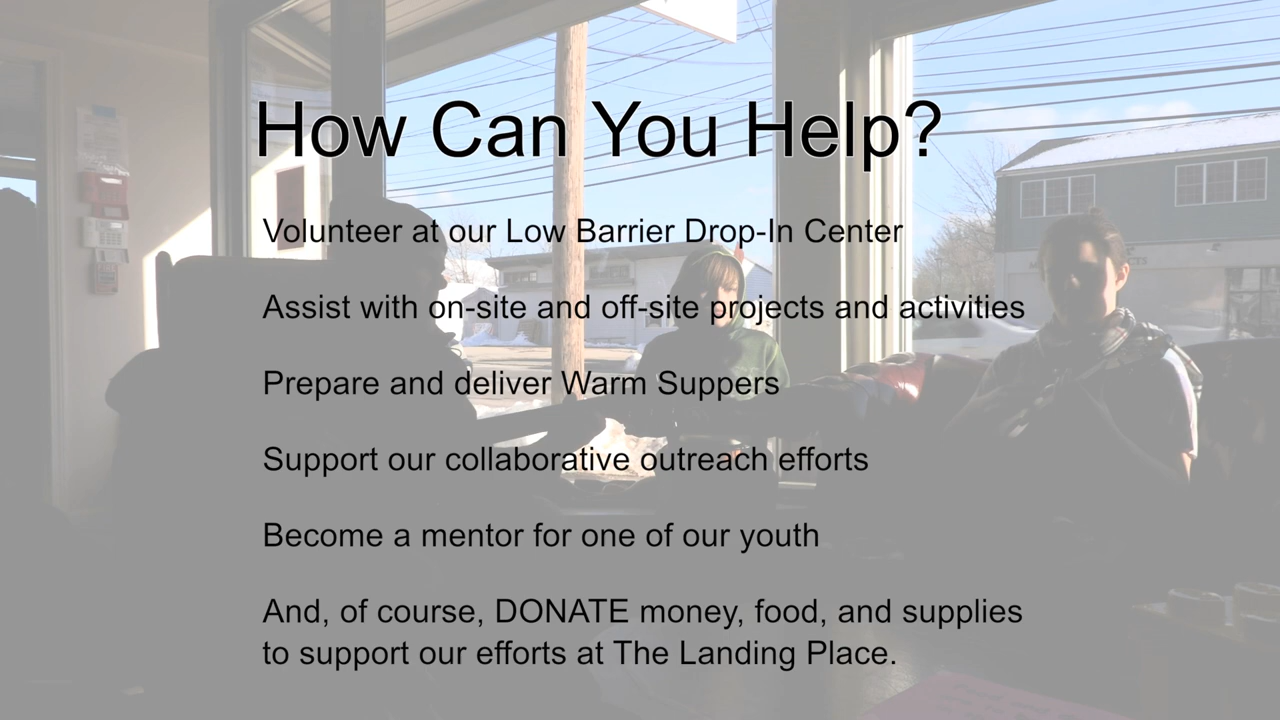 How Can You Help?
Volunteer at our Low Barrier Drop-In Center
Assist with on-site and off-site projects and activities
Prepare and deliver Warm Suppers
Support our collaborative outreach efforts
Become a mentor for one of our youth
And, of course, DONATE money, food, and supplies
to support our efforts at The Landing Place.